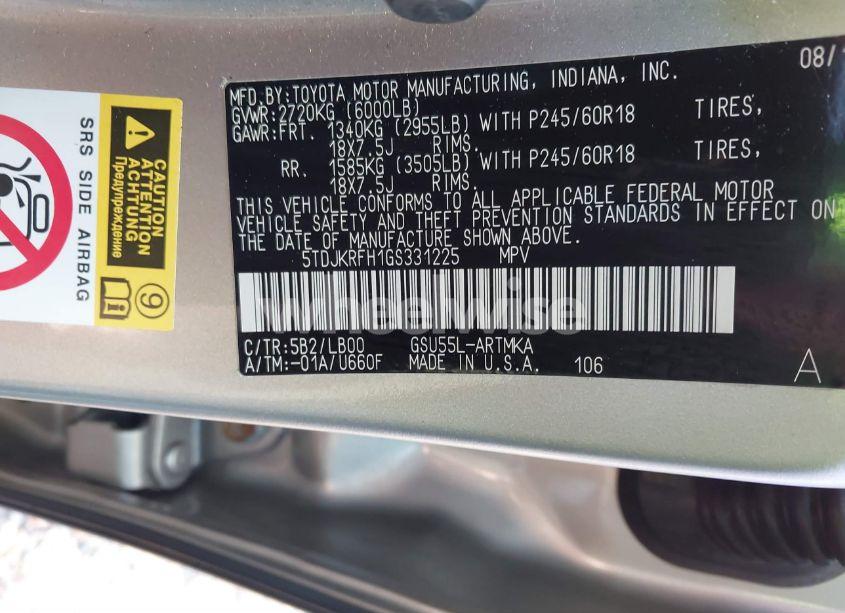 MFD.BY:TOYOTA MOTOR MANUFACTURING, INDIANA, INC. 08/1
GVWR:2720KG (6000LB)
GAWR:FRT. 1340KG (2955LB) WITH P245/60R18 TIRES,
18X7.5J RIMS.
RR. 1585KG (3505LB) WITH P245/60R18 TIRES,
18X7.5J RIMS.
THIS VEHICLE CONFORMS TO ALL APPLICABLE FEDERAL MOTOR
VEHICLE SAFETY AND THEFT PREVENTION STANDARDS IN EFFECT ON
THE DATE OF MANUFACTURE SHOWN ABOVE.
5TDJKRFH1GS331225 MPV
C/TR:5B2/LB00 GSU55L-ARTMKA
A/TM:-01A/U660F MADE IN U.S.A. 106 A
SRS SIDE AIRBAG
CAUTION
ATTENTION
ACHTUNG
Предупреждение
9
wheelwise